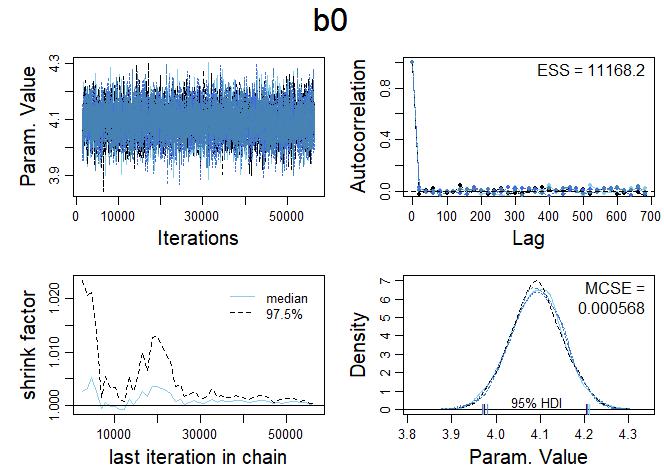 b0
Param. Value
3.9 4.1 4.3
0 10000 30000 50000
Iterations
Autocorrelation
0.0 0.4 0.8
ESS = 11168.2
0 100 200 300 400 500 600 700
Lag
shrink factor
1.000 1.010 1.020
median
97.5%
10000 30000 50000
last iteration in chain
Density
0 1 2 3 4 5 6 7
MCSE =
0.000568
95% HDI
3.8 3.9 4.0 4.1 4.2 4.3
Param. Value